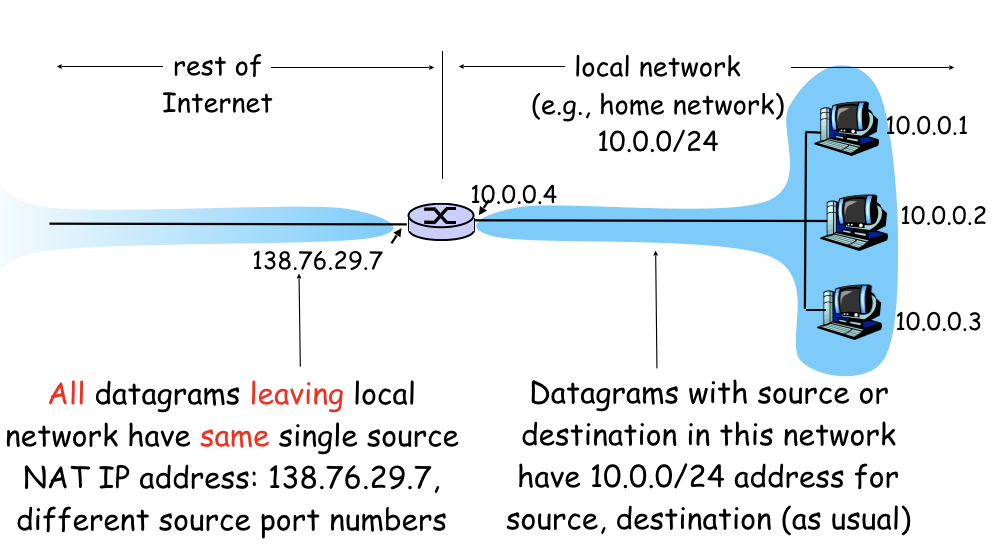 rest of
Internet
local network
(e.g., home network)
10.0.0/24
10.0.0.1
10.0.0.4
10.0.0.2
138.76.29.7
10.0.0.3
All datagrams leaving local
network have same single source
NAT IP address: 138.76.29.7,
different source port numbers
Datagrams with source or
destination in this network
have 10.0.0/24 address for
source, destination (as usual)